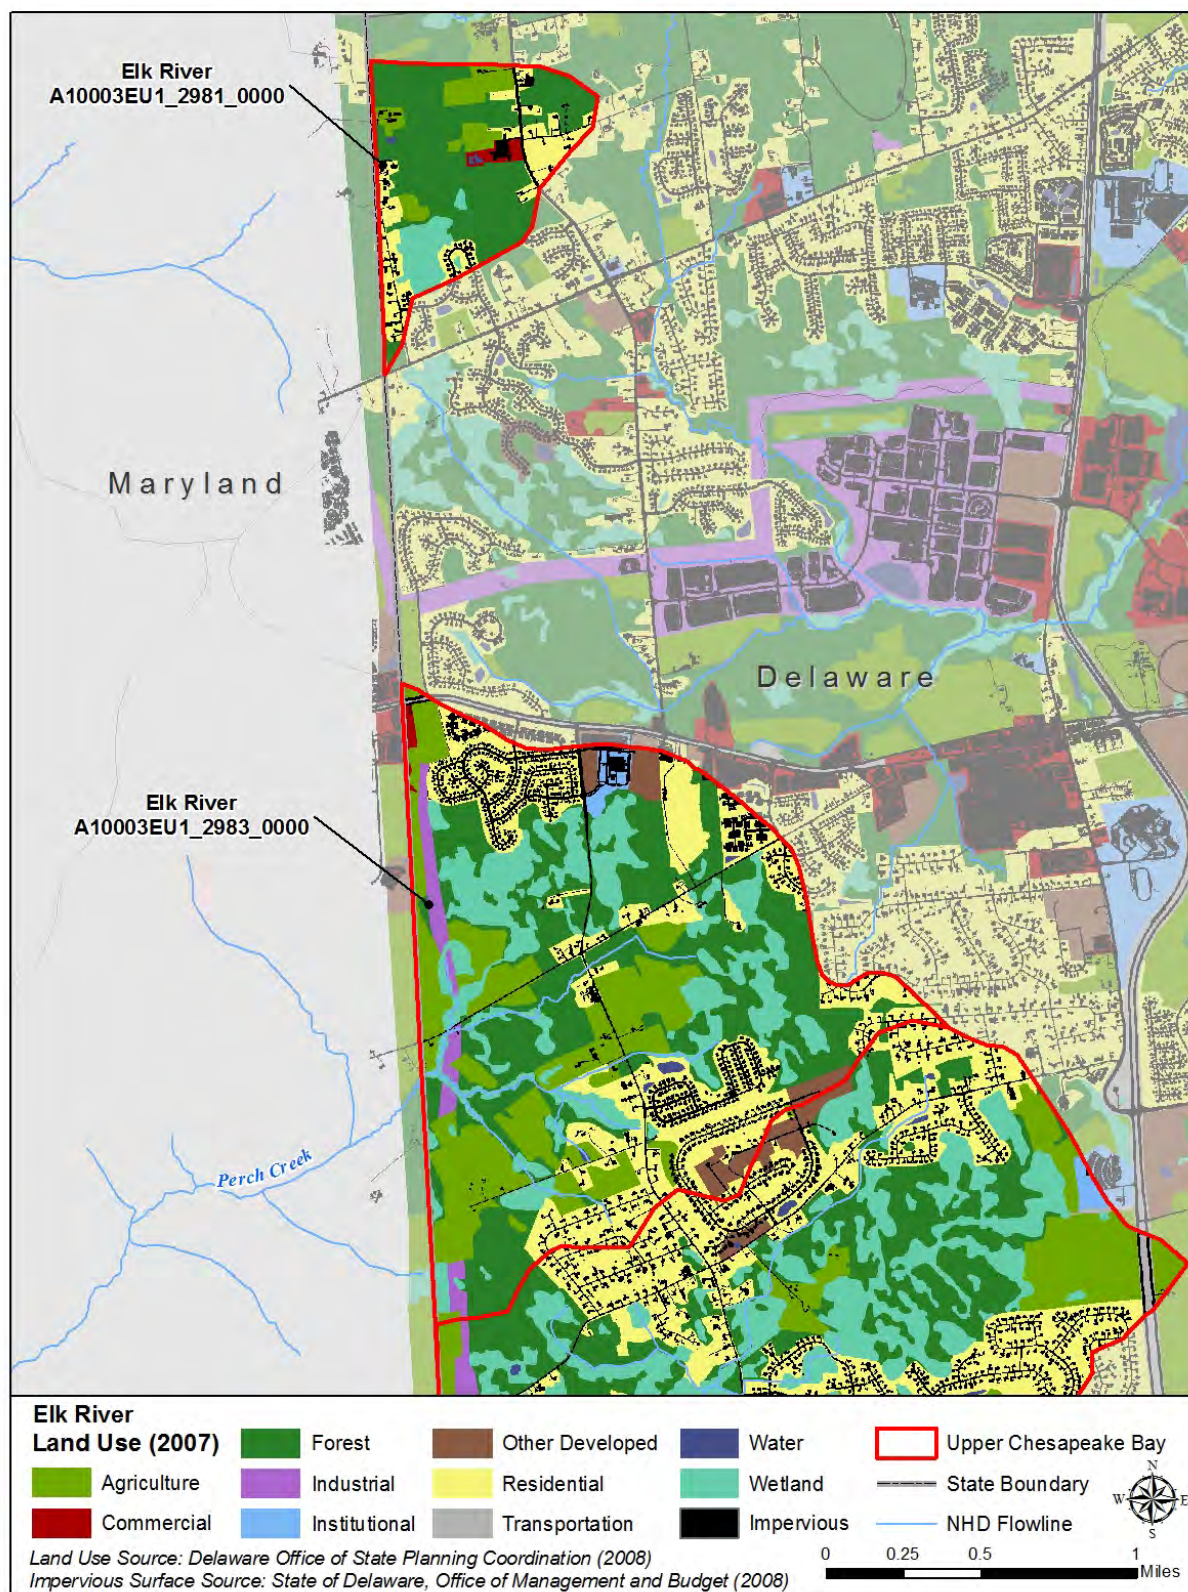 Elk River
A10003EU1_2981_0000
Maryland
Delaware
Elk River
A10003EU1_2983_0000
Perch Creek
Elk River
Land Use (2007)
Agriculture
Commercial
Forest
Industrial
Institutional
Other Developed
Residential
Transportation
Water
Wetland
Impervious
Upper Chesapeake Bay
State Boundary
NHD Flowline
N
W E
S
Land Use Source: Delaware Office of State Planning Coordination (2008)
Impervious Surface Source: State of Delaware, Office of Management and Budget (2008)
0 0.25 0.5 1
Miles